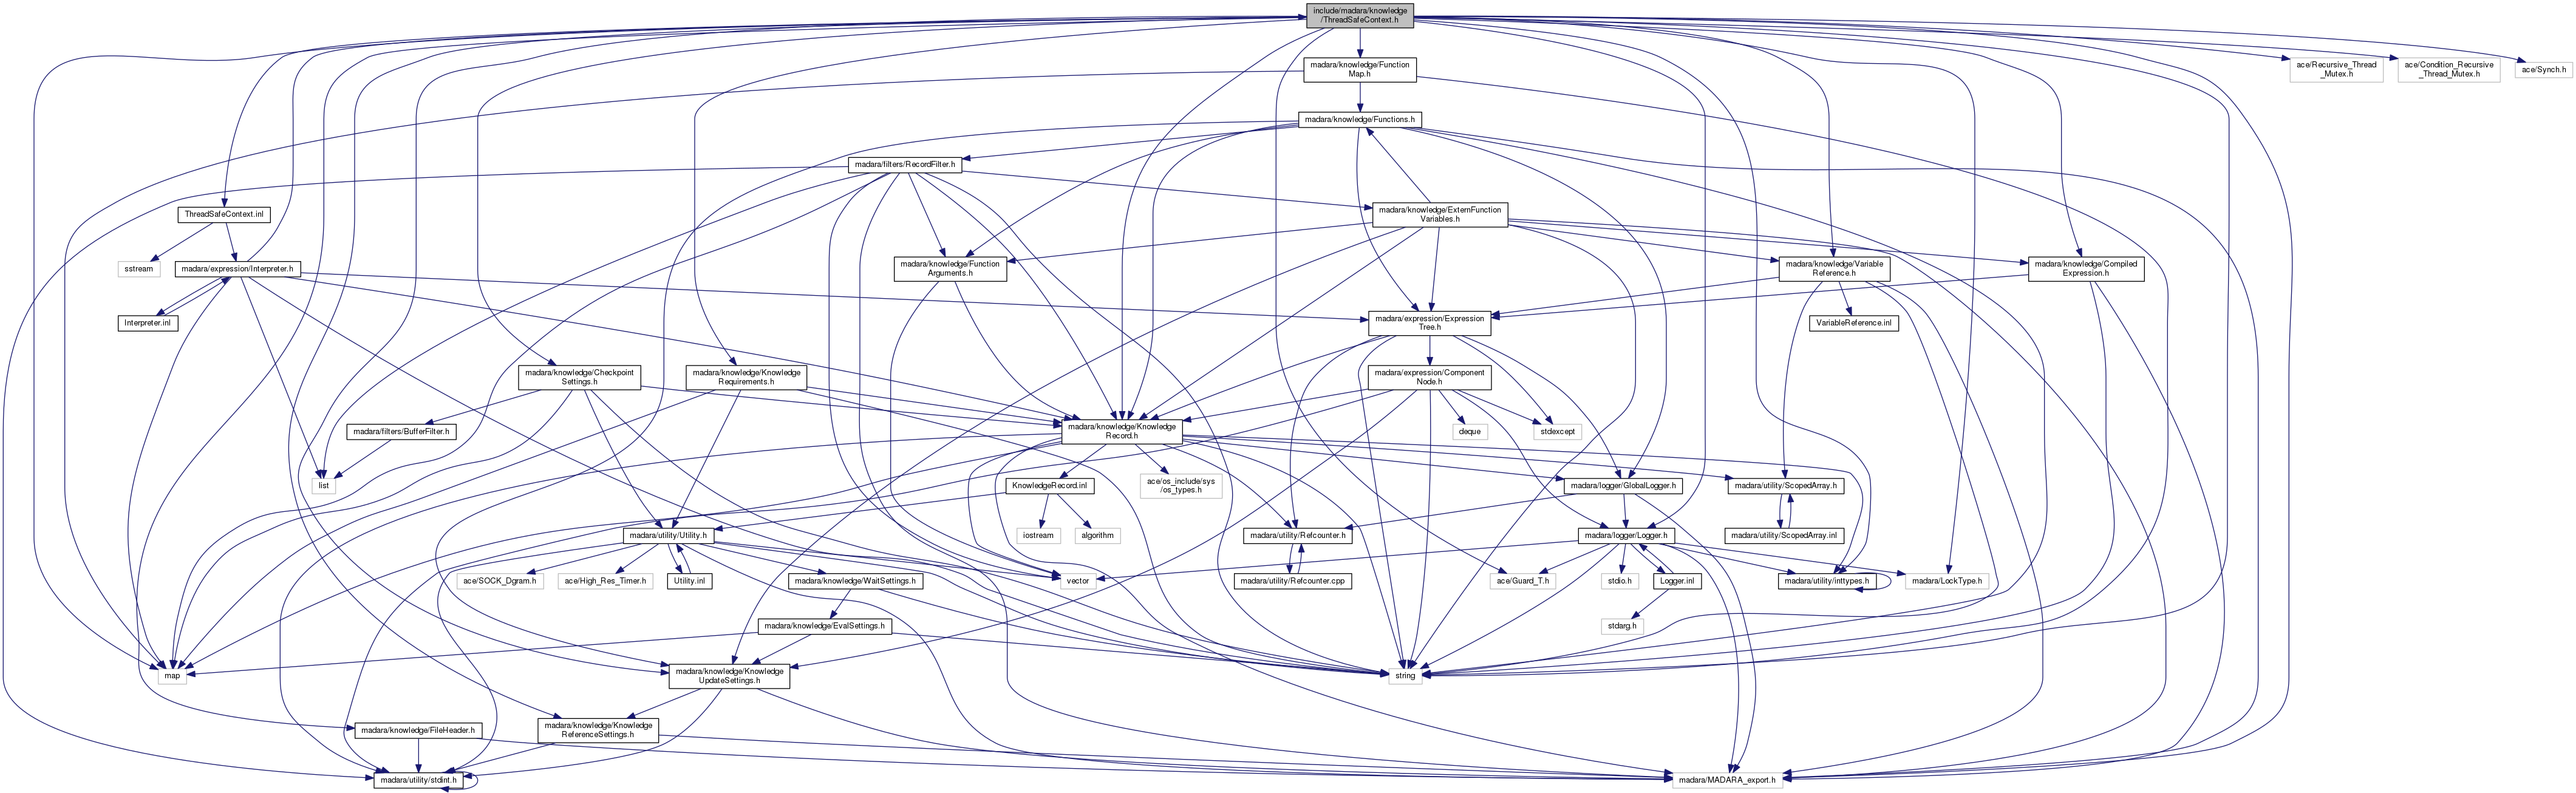 include/madara/knowledge
/ThreadSafeContext.h
madara/knowledge/Function
Map.h
ace/Recursive_Thread
_Mutex.h
ace/Condition_Recursive
_Thread_Mutex.h
ace/Synch.h
madara/knowledge/Functions.h
madara/filters/RecordFilter.h
ThreadSafeContext.inl
madara/knowledge/ExternFunction
Variables.h
sstream
madara/expression/Interpreter.h
madara/knowledge/Function
Arguments.h
madara/knowledge/Variable
Reference.h
madara/knowledge/Compiled
Expression.h
Interpreter.inl
madara/expression/Expression
Tree.h
VariableReference.inl
madara/knowledge/Checkpoint
Settings.h
madara/knowledge/Knowledge
Requirements.h
madara/expression/Component
Node.h
madara/filters/BufferFilter.h
madara/knowledge/Knowledge
Record.h
deque
stdexcept
list
KnowledgeRecord.inl
ace/os_include/sys
/os_types.h
madara/logger/GlobalLogger.h
madara/utility/ScopedArray.h
madara/utility/Utility.h
iostream
algorithm
madara/utility/Refcounter.h
madara/logger/Logger.h
madara/utility/ScopedArray.inl
ace/SOCK_Dgram.h
ace/High_Res_Timer.h
Utility.inl
madara/knowledge/WaitSettings.h
vector
madara/utility/Refcounter.cpp
ace/Guard_T.h
stdio.h
Logger.inl
madara/utility/inttypes.h
madara/LockType.h
madara/knowledge/EvalSettings.h
stdarg.h
map
madara/knowledge/Knowledge
UpdateSettings.h
string
madara/knowledge/FileHeader.h
madara/knowledge/Knowledge
ReferenceSettings.h
madara/utility/stdint.h
madara/MADARA_export.h